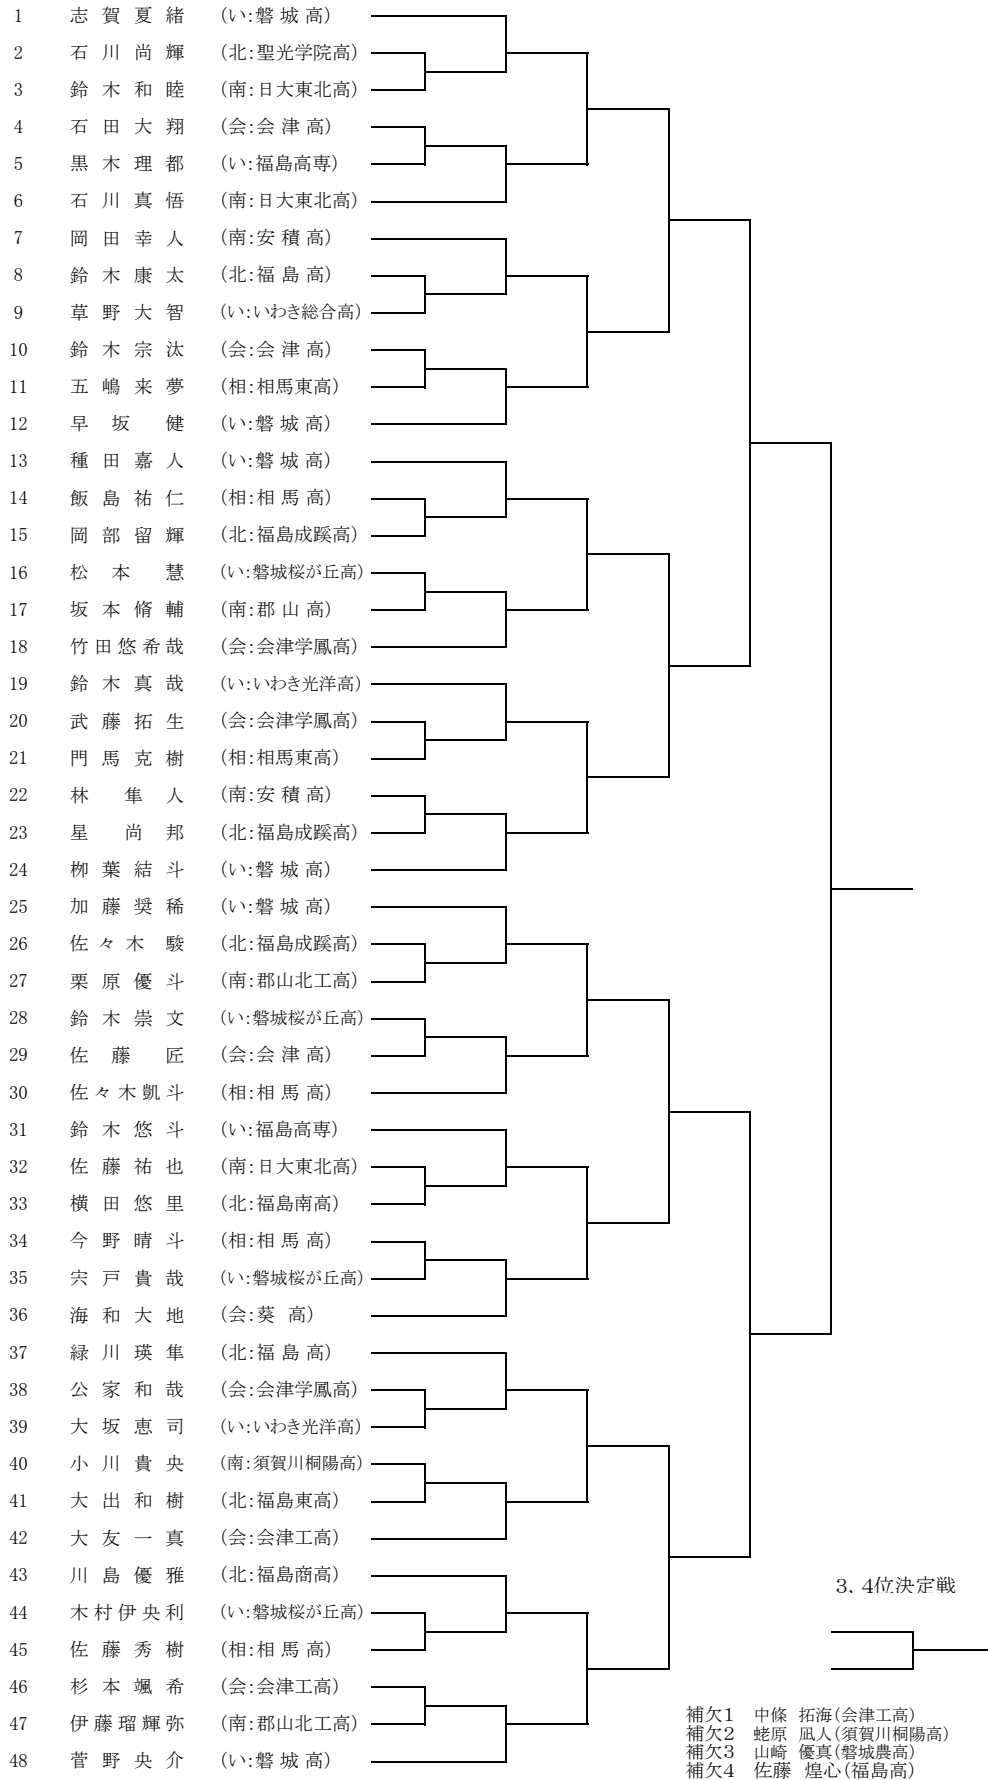 1 志賀夏緒 (い:磐城高)
2 石川尚輝 (北:聖光学院高)
3 鈴木和睦 (南:日大東北高)
4 石田大翔 (会:会津高)
5 黒木理都 (い:福島高専)
6 石川真悟 (南:日大東北高)
7 岡田幸人 (南:安積高)
8 鈴木康太 (北:福島高)
9 草野大智 (い:いわき総合高)
10 鈴木宗汰 (会:会津高)
11 五嶋来夢 (相:相馬東高)
12 早坂健 (い:磐城高)
13 種田嘉人 (い:磐城高)
14 飯島祐仁 (相:相馬高)
15 岡部留輝 (北:福島成蹊高)
16 松本慧 (い:磐城桜が丘高)
17 坂本脩輔 (南:郡山高)
18 竹田悠希哉 (会:会津学鳳高)
19 鈴木真哉 (い:いわき光洋高)
20 武藤拓生 (会:会津学鳳高)
21 門馬克樹 (相:相馬東高)
22 林隼人 (南:安積高)
23 星尚邦 (北:福島成蹊高)
24 栁葉結斗 (い:磐城高)
25 加藤奨稀 (い:磐城高)
26 佐々木駿 (北:福島成蹊高)
27 栗原優斗 (南:郡山北工高)
28 鈴木崇文 (い:磐城桜が丘高)
29 佐藤匠 (会:会津高)
30 佐々木凱斗 (相:相馬高)
31 鈴木悠斗 (い:福島高専)
32 佐藤祐也 (南:日大東北高)
33 横田悠里 (北:福島南高)
34 今野晴斗 (相:相馬高)
35 宍戸貴哉 (い:磐城桜が丘高)
36 海和大地 (会:葵高)
37 緑川瑛隼 (北:福島高)
38 公家和哉 (会:会津学鳳高)
39 大坂恵司 (い:いわき光洋高)
40 小川貴央 (南:須賀川桐陽高)
41 大出和樹 (北:福島東高)
42 大友一真 (会:会津工高)
43 川島優雅 (北:福島商高)
44 木村伊央利 (い:磐城桜が丘高)
45 佐藤秀樹 (相:相馬高)
46 杉本颯希 (会:会津工高)
47 伊藤瑠輝弥 (南:郡山北工高)
48 菅野央介 (い:磐城高)
3．4位決定戦
補欠1 中條 拓海(会津工高)
補欠2 蛯原 凪人(須賀川桐陽高)
補欠3 山崎 優真(磐城農高)
補欠4 佐藤 煌心(福島高)